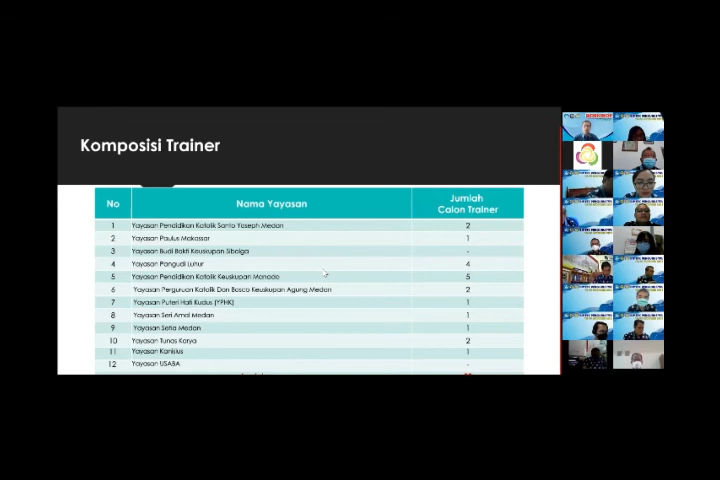 Komposisi Trainer
No Nama Yayasan Jumlah Calon Trainer
1 Yayasan Pendidikan Katolik Santo Yoseph Medan 2
2 Yayasan Paulus Makassar 1
3 Yayasan Budi Bakti Keuskupan Sibolga -
4 Yayasan Pangudi Luhur 4
5 Yayasan Pendidikan Katolik Keuskupan Manado 5
6 Yayasan Perguruan Katolik Don Bosco Keuskupan Agung Medan 2
7 Yayasan Puteri Hati Kudus (YPHK) 1
8 Yayasan Seri Amal Medan 1
9 Yayasan Setia Medan 1
10 Yayasan Tunas Karya 2
11 Yayasan Kanisius 1
12 Yayasan USABA -